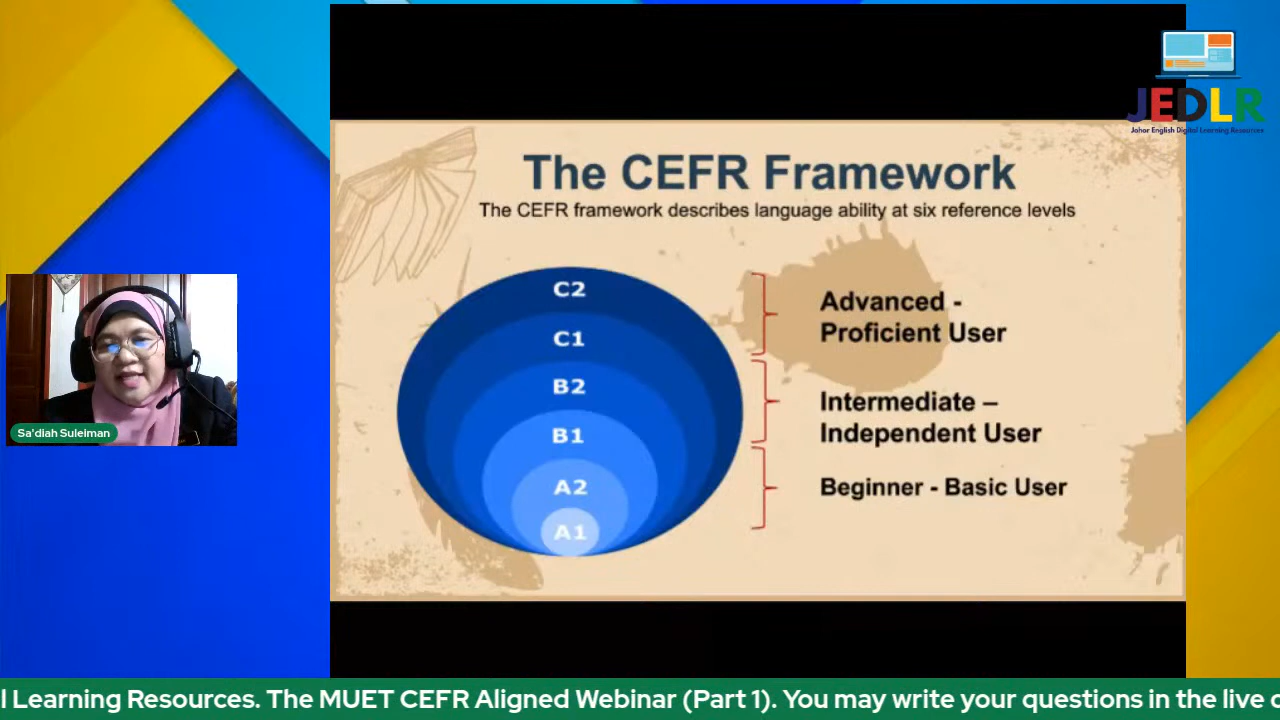 JEDLR
Johor English Digital Learning Resources
The CEFR Framework
The CEFR framework describes language ability at six reference levels
C2
C1
B2
B1
A2
A1
Advanced -
Proficient User
Intermediate –
Independent User
Beginner - Basic User
Sa'diah Suleiman
l Learning Resources. The MUET CEFR Aligned Webinar (Part 1). You may write your questions in the live c